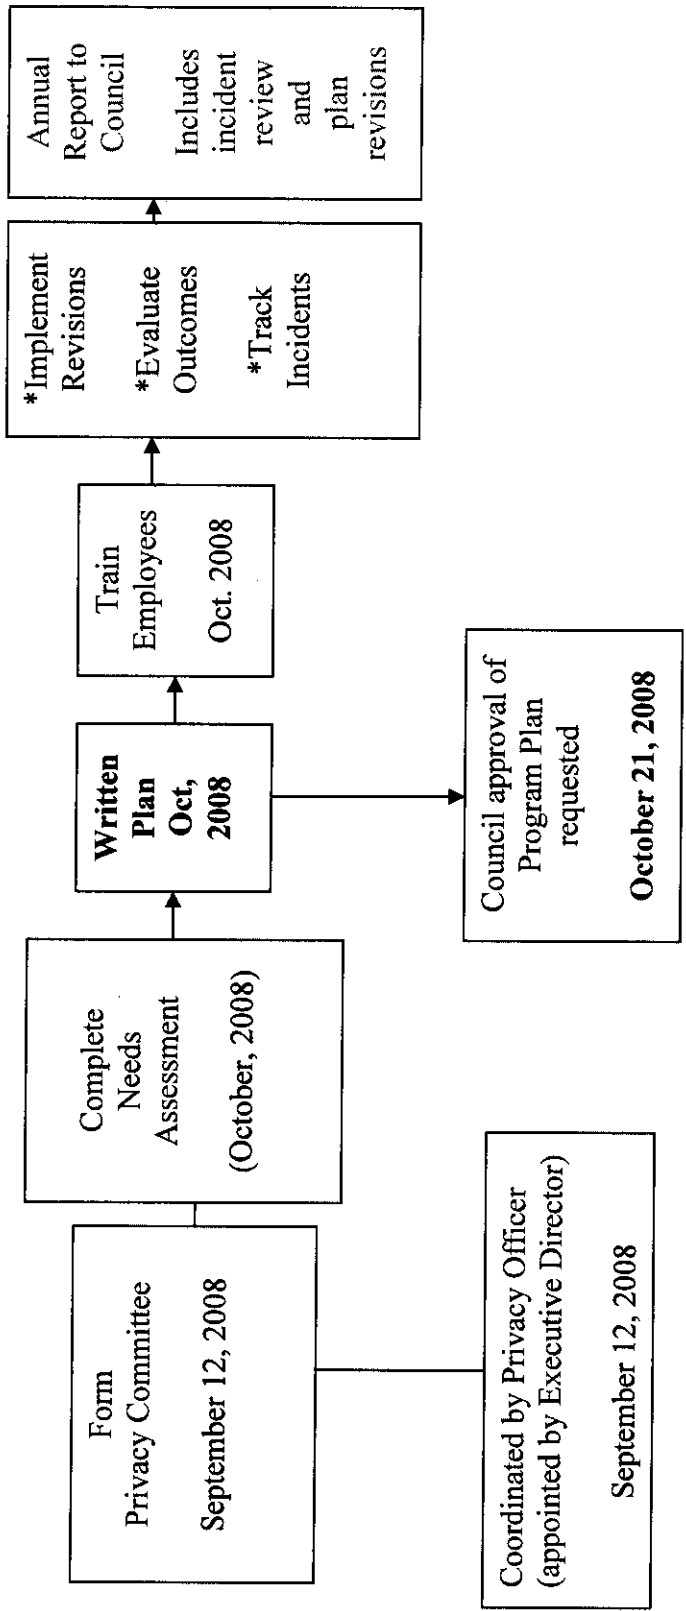 Form
Privacy Committee
September 12, 2008
Coordinated by Privacy Officer
(appointed by Executive Director)
September 12, 2008
Complete
Needs
Assessment
(October, 2008)
Written
Plan
Oct,
2008
Council approval of
Program Plan
requested
October 21, 2008
Train
Employees
Oct. 2008
*Implement
Revisions
*Evaluate
Outcomes
*Track
Incidents
Annual
Report to
Council
Includes
incident
review
and
plan
revisions